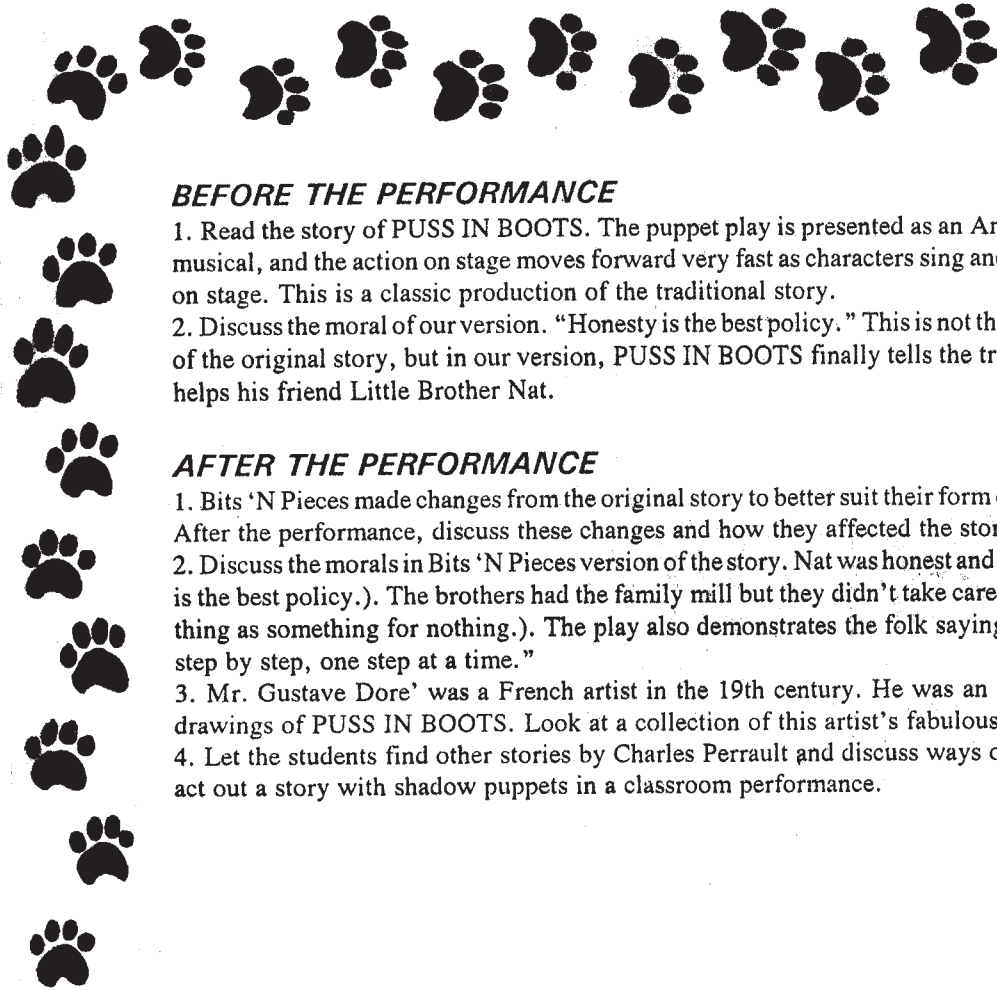 BEFORE THE PERFORMANCE
1. Read the story of PUSS IN BOOTS. The puppet play is presented as an
musical, and the action on stage moves forward very fast as characters sing
on stage. This is a classic production of the traditional story.
2. Discuss the moral of our version. “Honesty is the best policy.” This is not
of the original story, but in our version, PUSS IN BOOTS finally tells the
helps his friend Little Brother Nat.
AFTER THE PERFORMANCE
1. Bits ‘N Pieces made changes from the original story to better suit their form
After the performance, discuss these changes and how they affected the
2. Discuss the morals in Bits ‘N Pieces version of the story. Nat was honest and
is the best policy.). The brothers had the family mill but they didn’t take care
thing as something for nothing.). The play also demonstrates the folk saying
step by step, one step at a time.”
3. Mr. Gustave Dore’ was a French artist in the 19th century. He was an
drawings of PUSS IN BOOTS. Look at a collection of this artist’s fabulous
4. Let the students find other stories by Charles Perrault and discuss ways
act out a story with shadow puppets in a classroom performance.